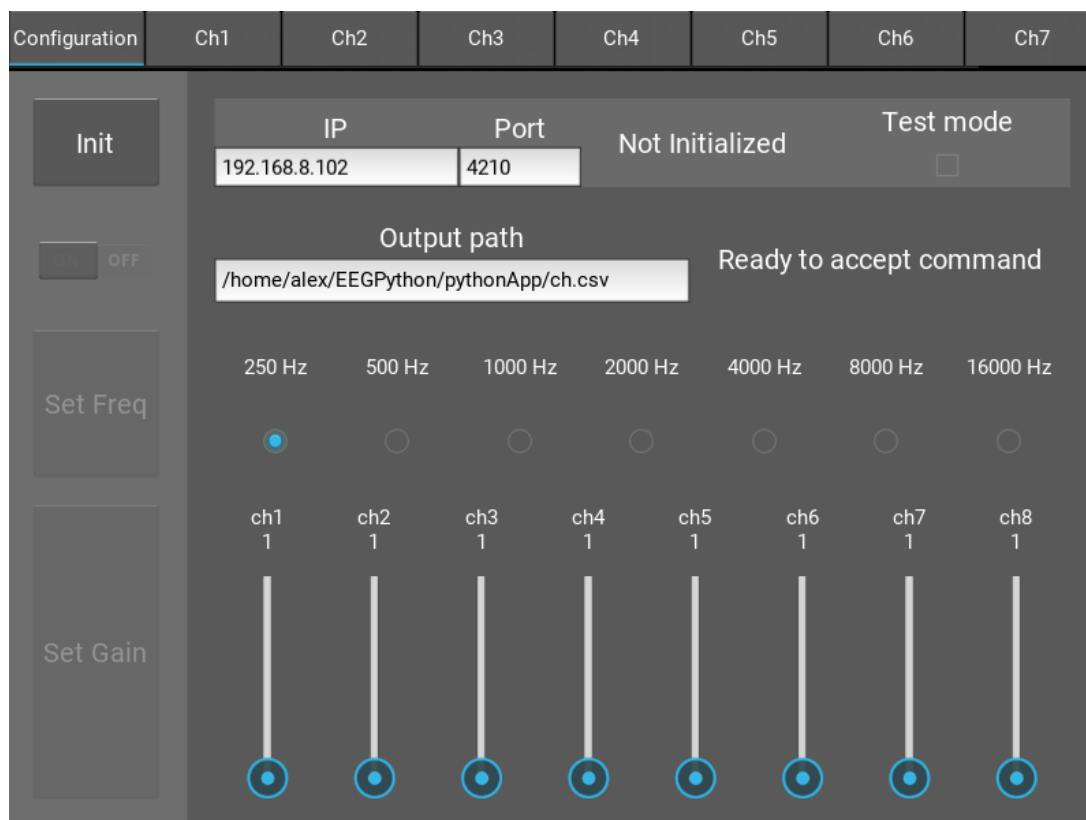 Configuration Ch1 Ch2 Ch3 Ch4 Ch5 Ch6 Ch7
Init
IP Port Not Initialized Test mode
192.168.8.102 4210
ON OFF
Output path
/home/alex/EEGPython/pythonApp/ch.csv
Ready to accept command
250 Hz 500 Hz 1000 Hz 2000 Hz 4000 Hz 8000 Hz 16000 Hz
Set Freq
ch1 ch2 ch3 ch4 ch5 ch6 ch7 ch8
1 1 1 1 1 1 1 1
Set Gain